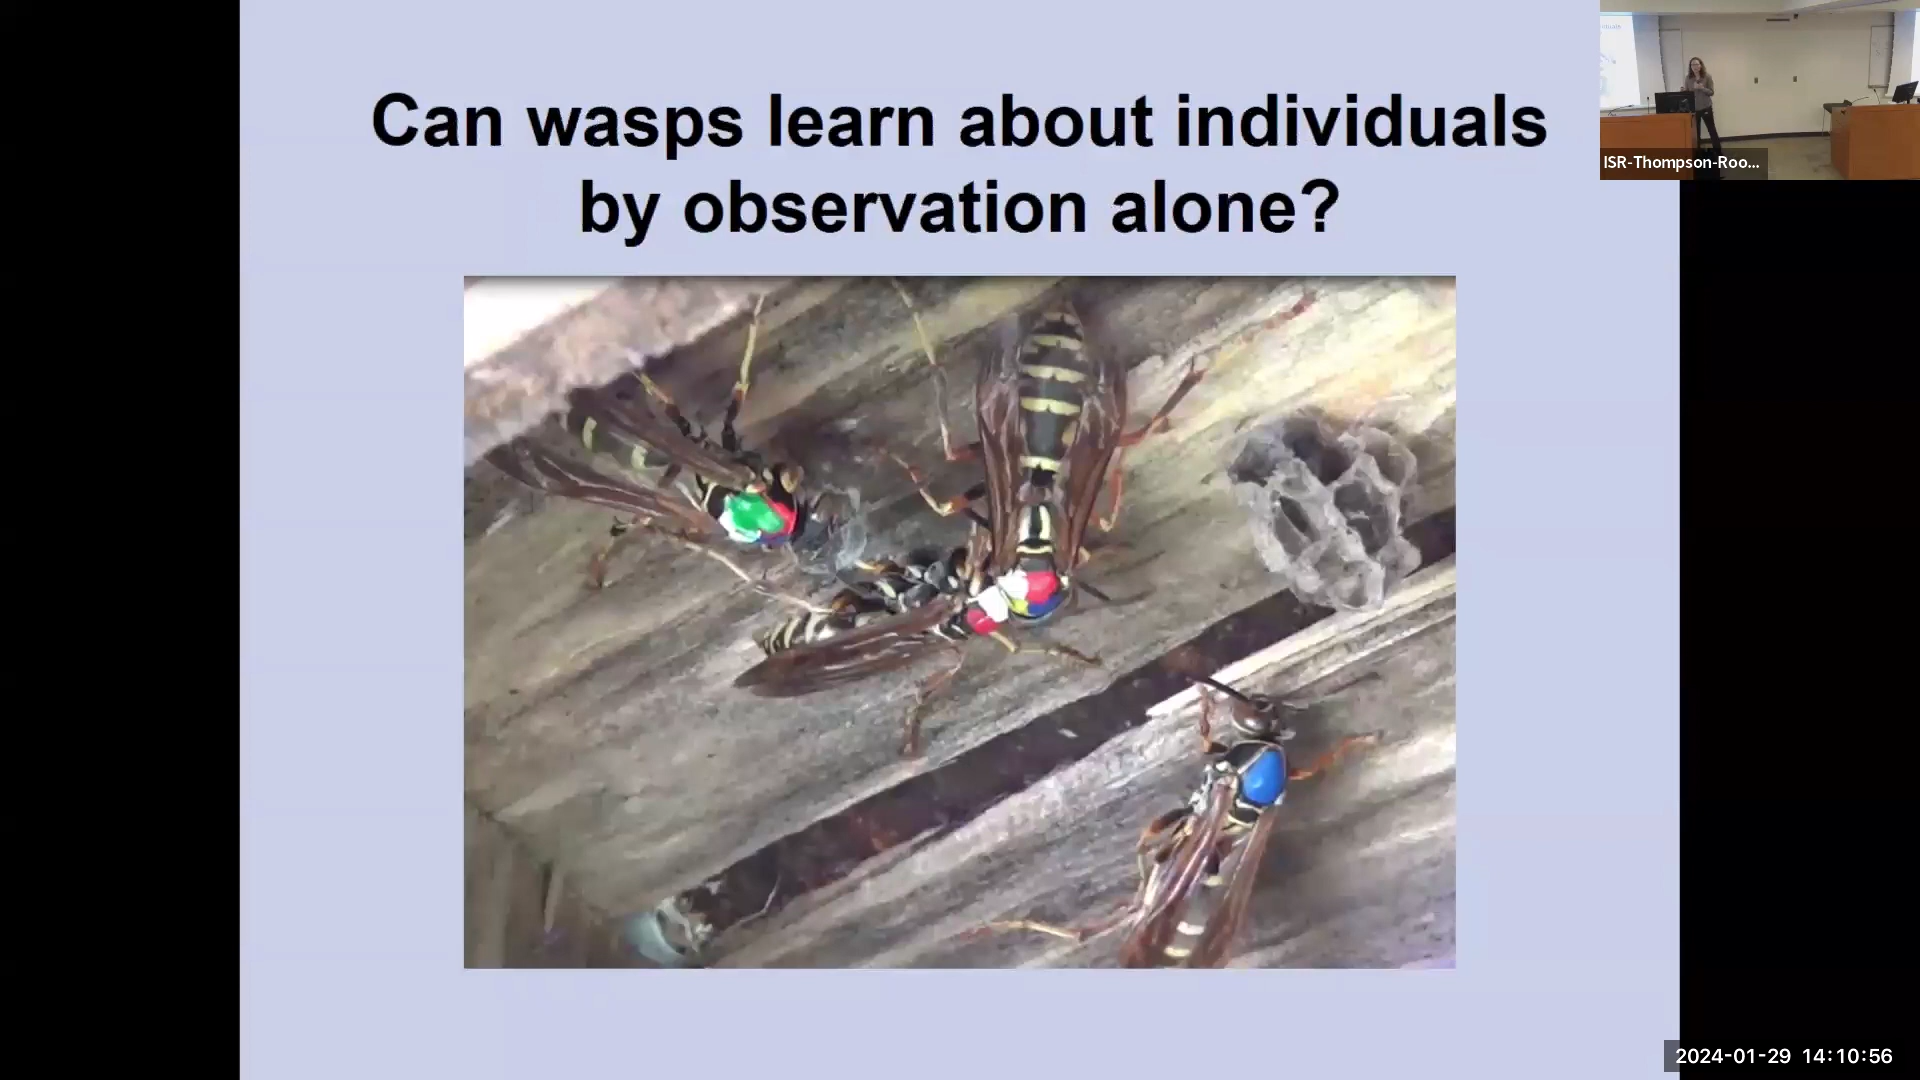 Can wasps learn about individuals
by observation alone?
ISR-Thompson-Roo...
2024-01-29 14:10:56